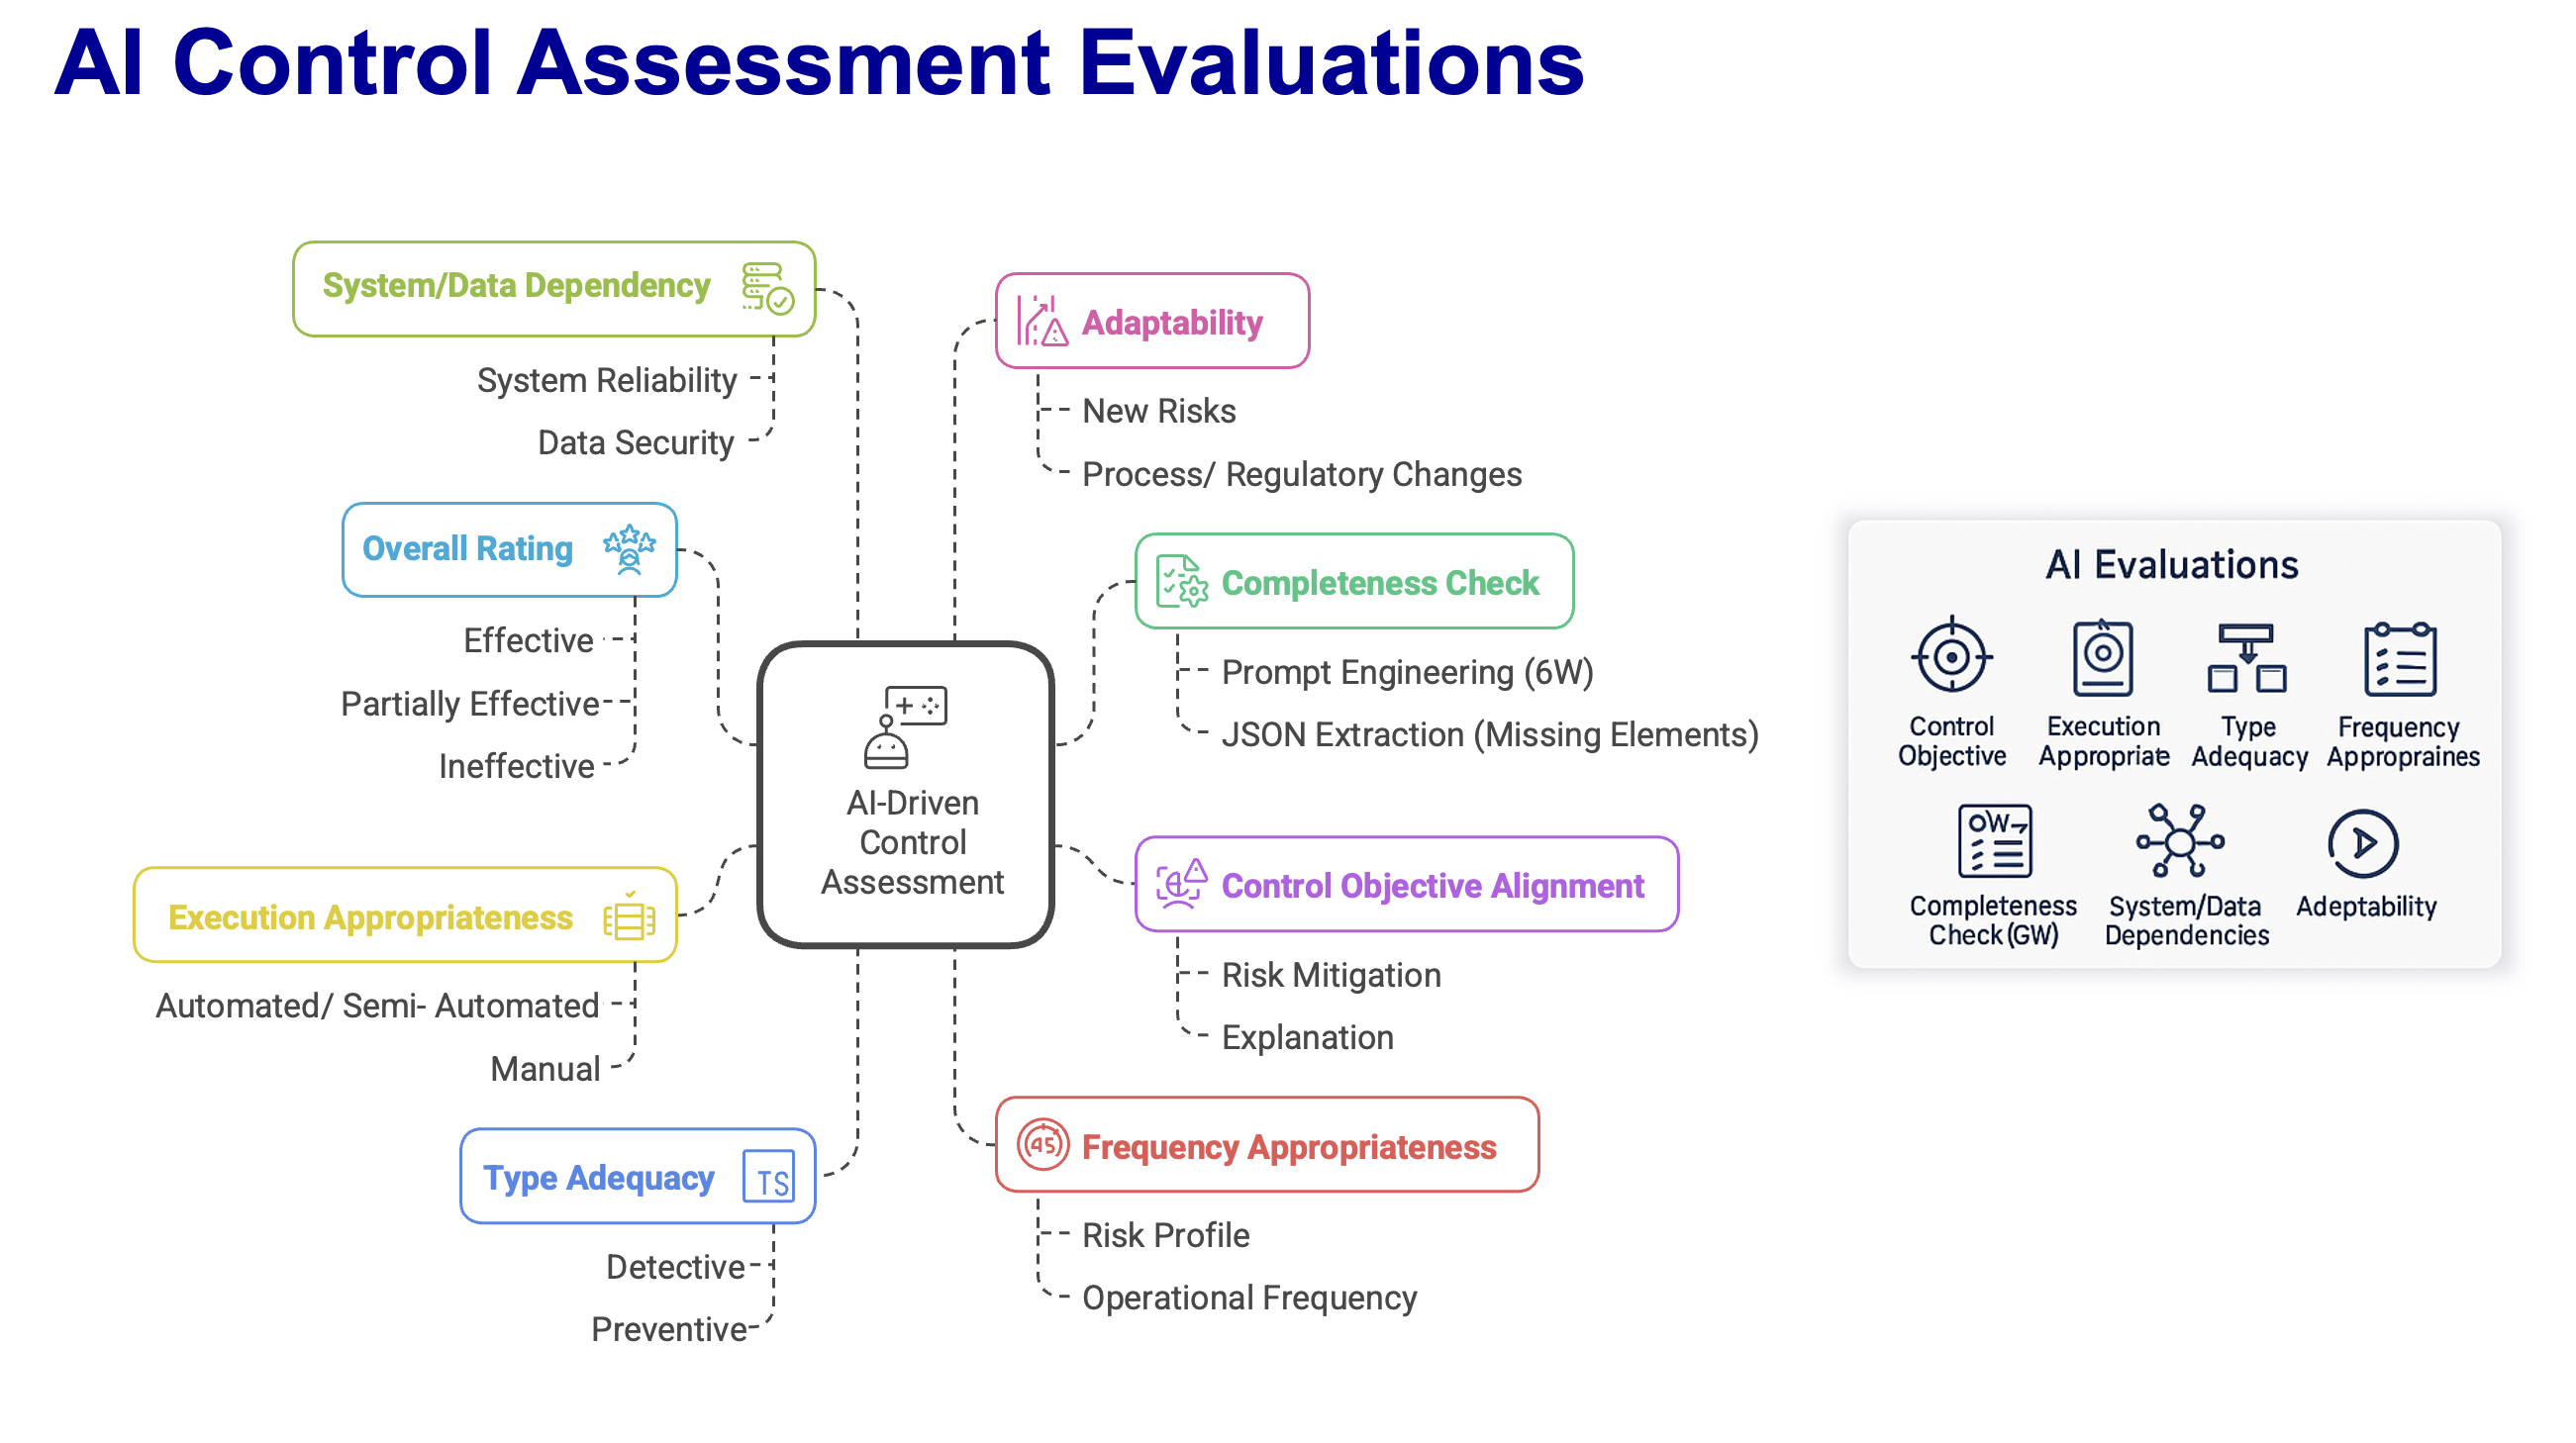 AI Control Assessment Evaluations
System/Data Dependency
System Reliability
Data Security
Overall Rating
Effective
Partially Effective
Ineffective
Execution Appropriateness
Automated/ Semi- Automated
Manual
Type Adequacy
TS
Detective
Preventive
AI-Driven
Control
Assessment
Adaptability
New Risks
Process/ Regulatory Changes
Completeness Check
Prompt Engineering (6W)
JSON Extraction (Missing Elements)
Control Objective Alignment
Risk Mitigation
Explanation
45
Frequency Appropriateness
Risk Profile
Operational Frequency
AI Evaluations
Control
Objective
Execution
Appropriate
Type
Adequacy
Frequency
Appropraines
OW
Completeness
Check (GW)
System/Data
Dependencies
Adeptability